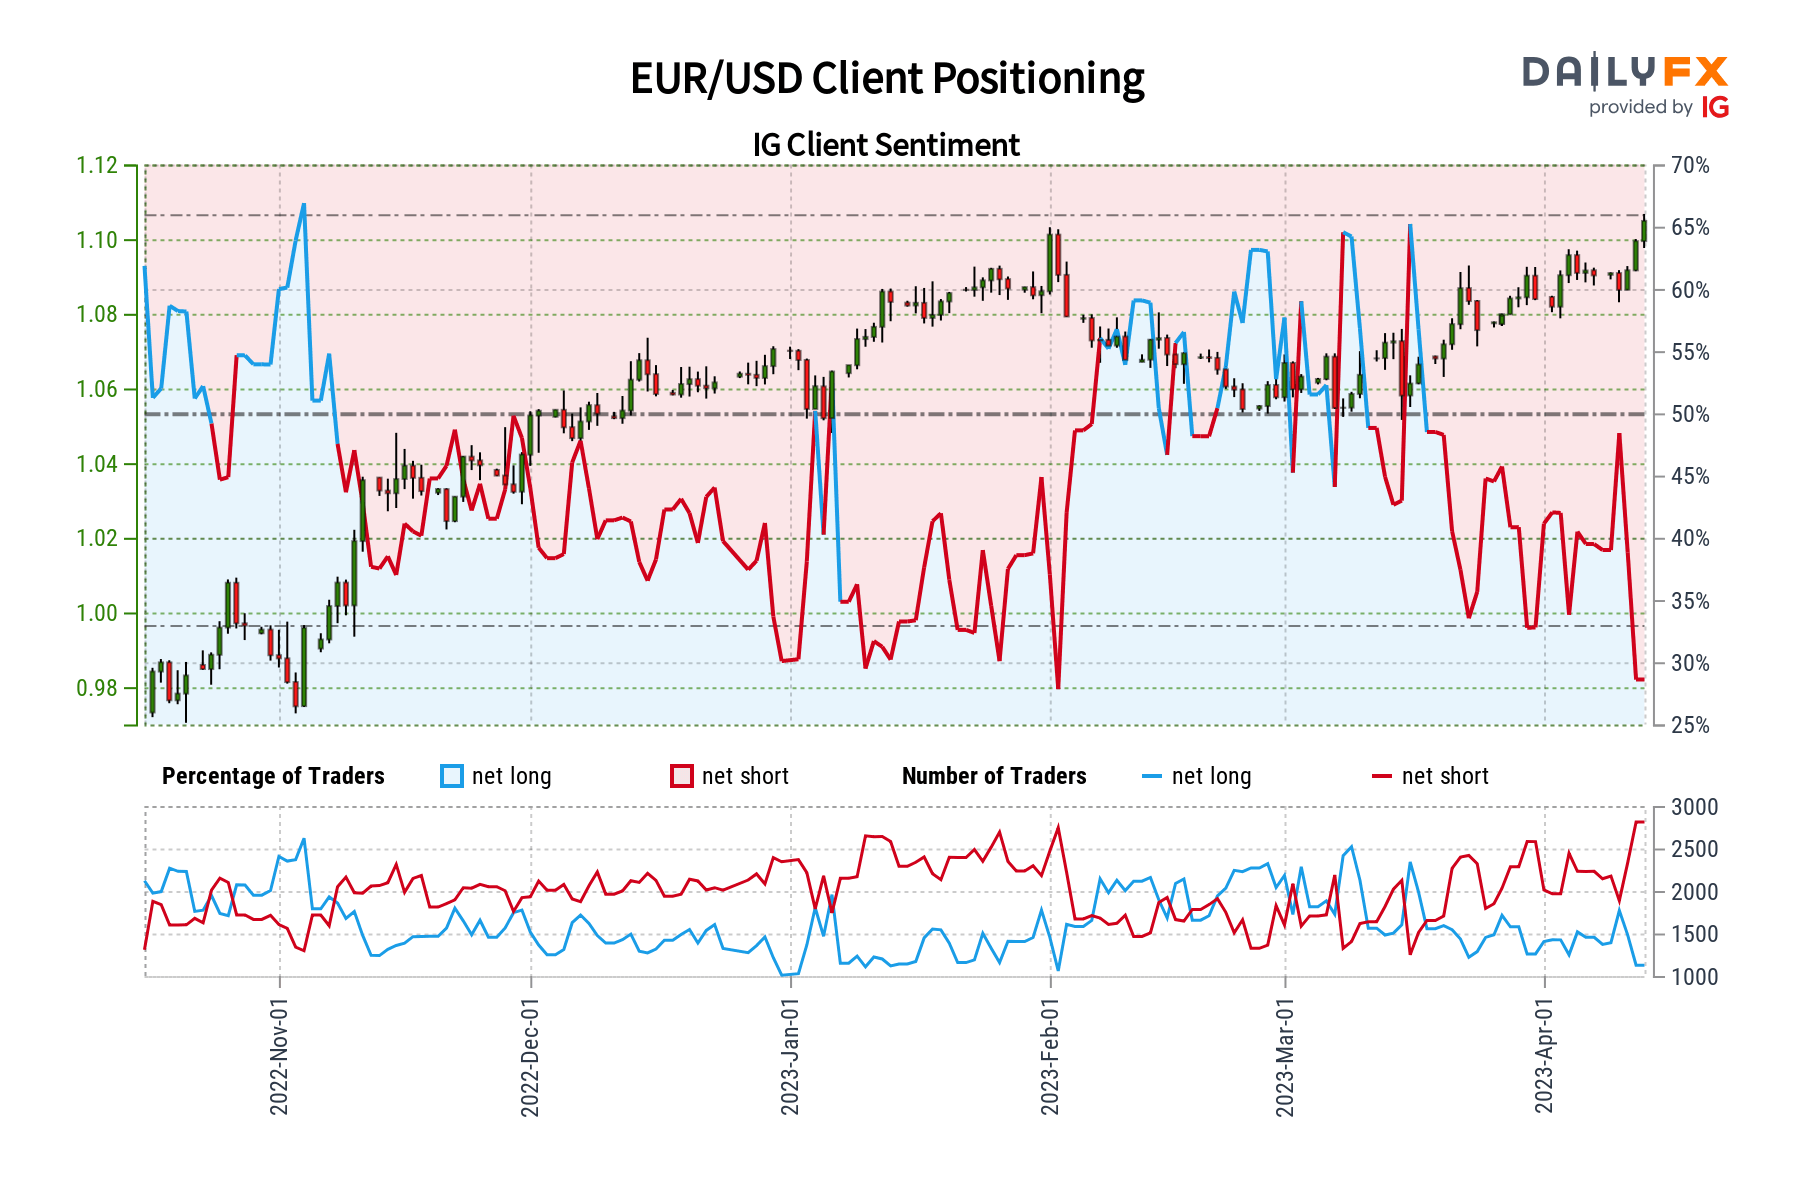 EUR/USD Client Positioning
DAILYFX
provided by IG
IG Client Sentiment
1.12
1.10
1.08
1.06
1.04
1.02
1.00
0.98
70%
65%
60%
55%
50%
45%
40%
35%
30%
25%
Percentage of Traders net long net short Number of Traders net long net short
3000
2500
2000
1500
1000
2022-Nov-01
2022-Dec-01
2023-Jan-01
2023-Feb-01
2023-Mar-01
2023-Apr-01